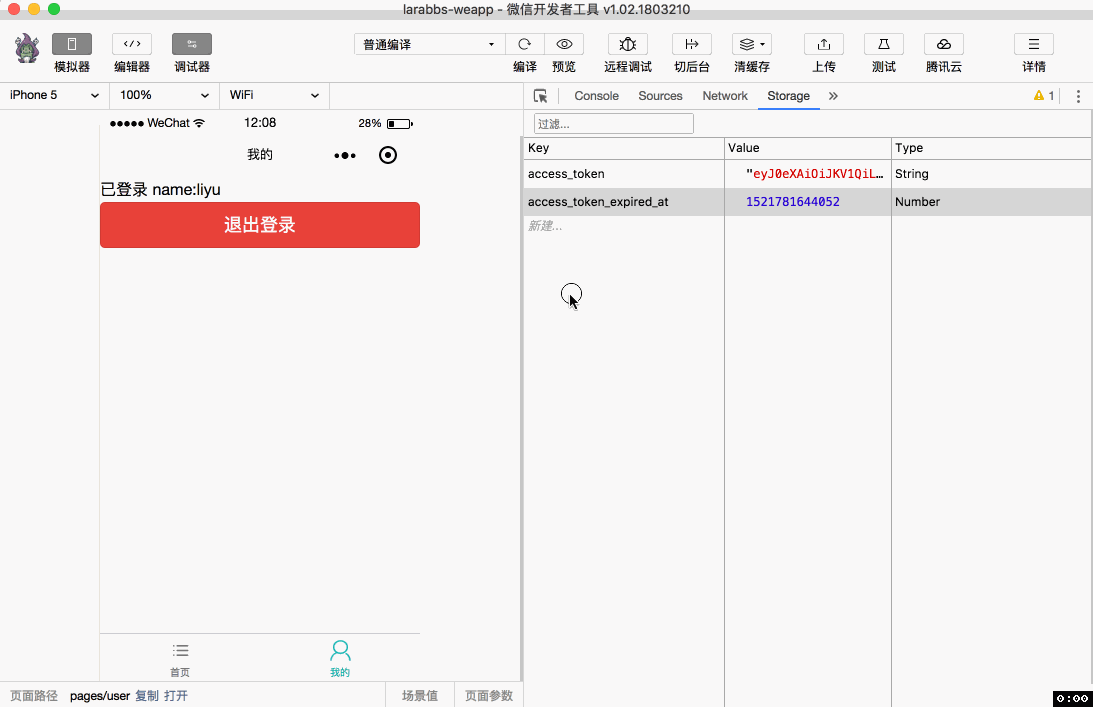 larabbs-weapp - 微信开发者工具 v1.02.1803210
模拟器 编辑器 调试器 普通编译 编译 预览 远程调试 切后台 清缓存 上传 测试 腾讯云 详情
iPhone 5 100% WiFi
Console Sources Network Storage 1
WeChat 12:08 28%
过滤...
我的
Key Value Type
access_token "eyJ0eXAiOiJKV1QiL… String
access_token_expired_at 1521781644052 Number
新建...
已登录 name:liyu
退出登录
首页 我的
页面路径 pages/user 复制 打开 场景值 页面参数
0:00